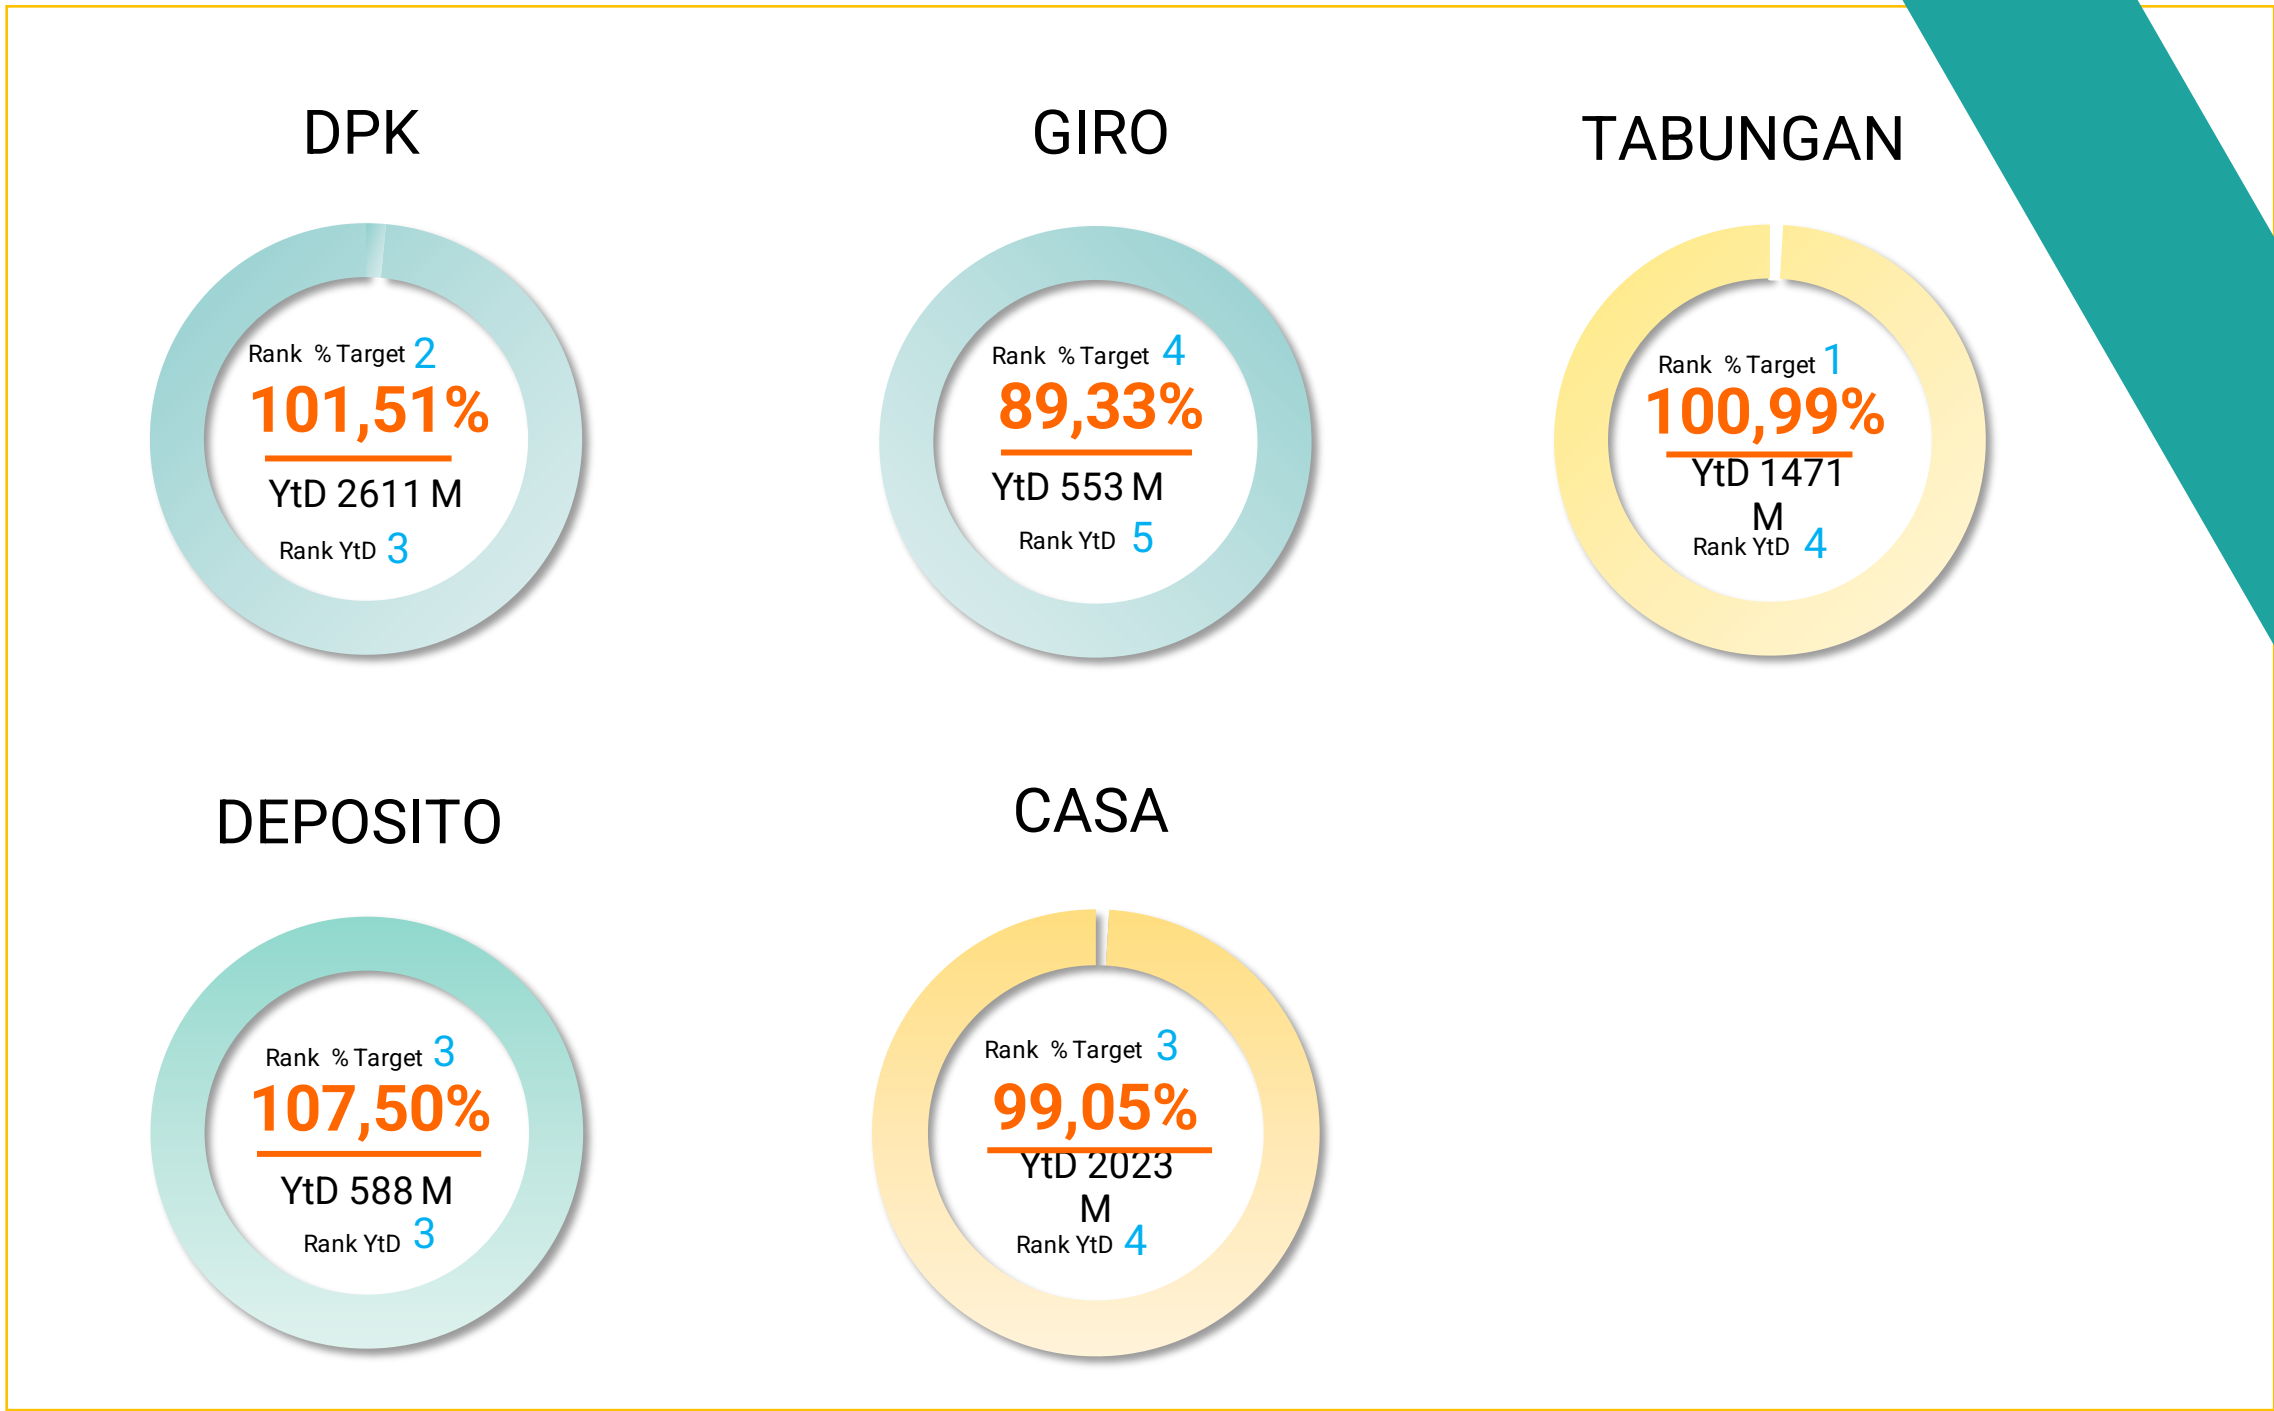 DPK
Rank % Target 2
101,51%
YtD 2611 M
Rank YtD 3
GIRO
Rank % Target 4
89,33%
YtD 553 M
Rank YtD 5
TABUNGAN
Rank % Target 1
100,99%
YtD 1471
M
Rank YtD 4
DEPOSITO
Rank % Target 3
107,50%
YtD 588 M
Rank YtD 3
CASA
Rank % Target 3
99,05%
YtD 2023
M
Rank YtD 4